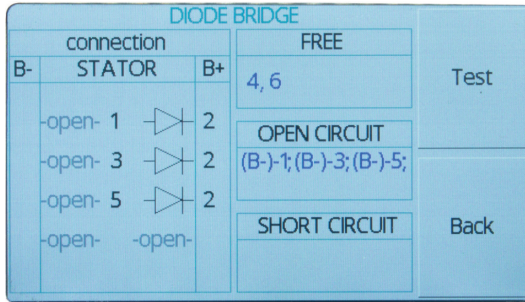 DIODE BRIDGE
connection
B- STATOR B+
-open- 1 2
-open- 3 2
-open- 5 2
-open- -open-
FREE
4, 6
OPEN CIRCUIT
(B-)-1; (B-)-3; (B-)-5;
SHORT CIRCUIT
Test
Back